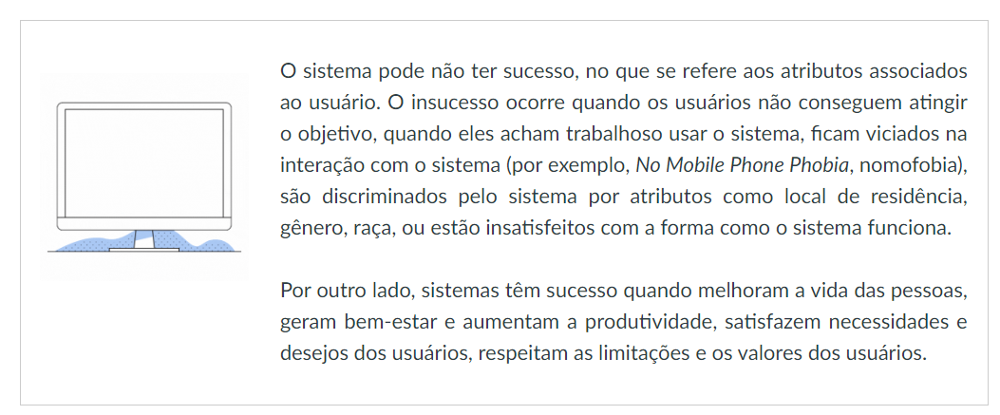 O sistema pode não ter sucesso, no que se refere aos atributos associados
ao usuário. O insucesso ocorre quando os usuários não conseguem atingir
o objetivo, quando eles acham trabalhoso usar o sistema, ficam viciados na
interação com o sistema (por exemplo, No Mobile Phone Phobia, nomofobia),
são discriminados pelo sistema por atributos como local de residência,
gênero, raça, ou estão insatisfeitos com a forma como o sistema funciona.
Por outro lado, sistemas têm sucesso quando melhoram a vida das pessoas,
geram bem-estar e aumentam a produtividade, satisfazem necessidades e
desejos dos usuários, respeitam as limitações e os valores dos usuários.